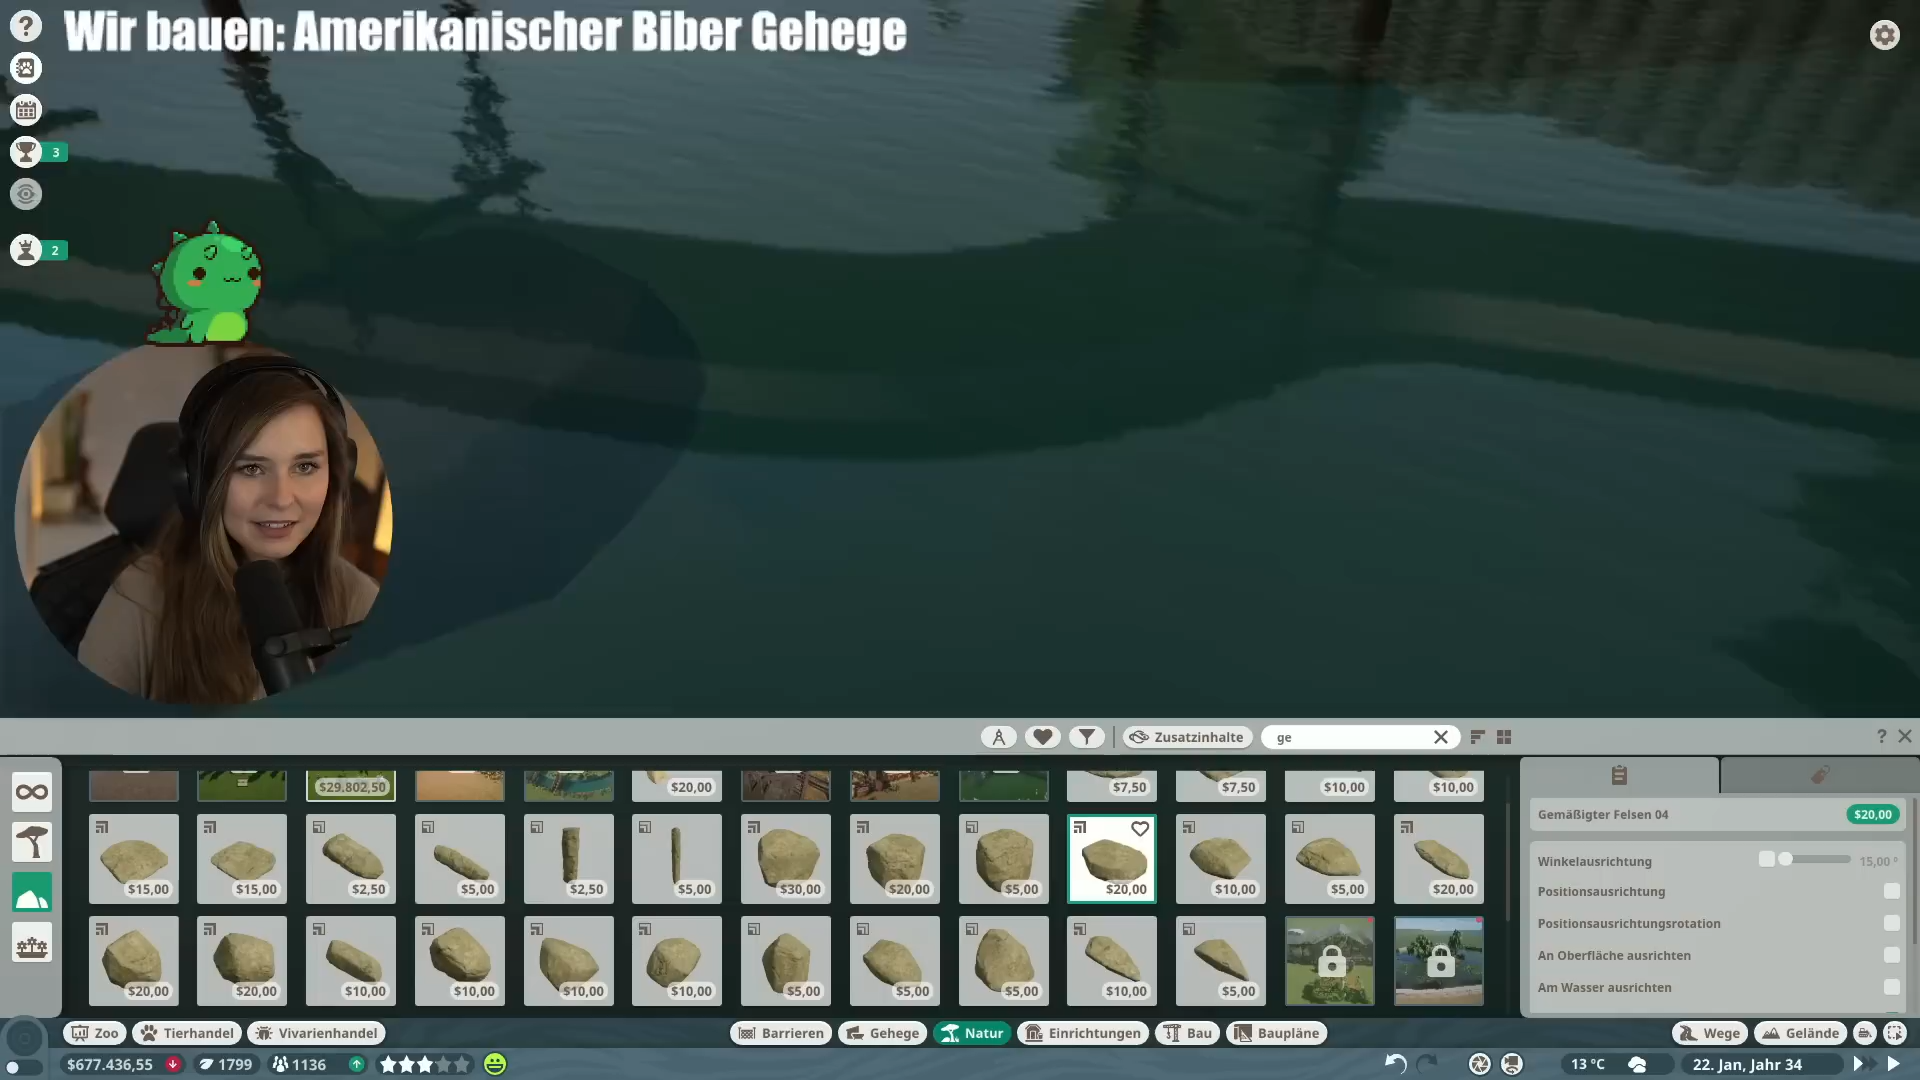 Wir bauen: Amerikanischer Biber Gehege
?
3
2
Zusatzinhalte
ge
?
$29.802,50
$20,00
$7,50
$7,50
$10,00
$10,00
$15,00
$15,00
$2,50
$5,00
$2,50
$5,00
$30,00
$20,00
$5,00
$20,00
$10,00
$5,00
$20,00
$20,00
$20,00
$10,00
$10,00
$10,00
$10,00
$5,00
$5,00
$5,00
$10,00
$5,00
Gemäßigter Felsen 04
$20,00
Winkelausrichtung
15,00 °
Positionsausrichtung
Positionsausrichtungsrotation
An Oberfläche ausrichten
Am Wasser ausrichten
Zoo
Tierhandel
Vivarienhandel
Barrieren
Gehege
Natur
Einrichtungen
Bau
Baupläne
Wege
Gelände
$677.436,55
1799
1136
13 °C
22. Jan, Jahr 34